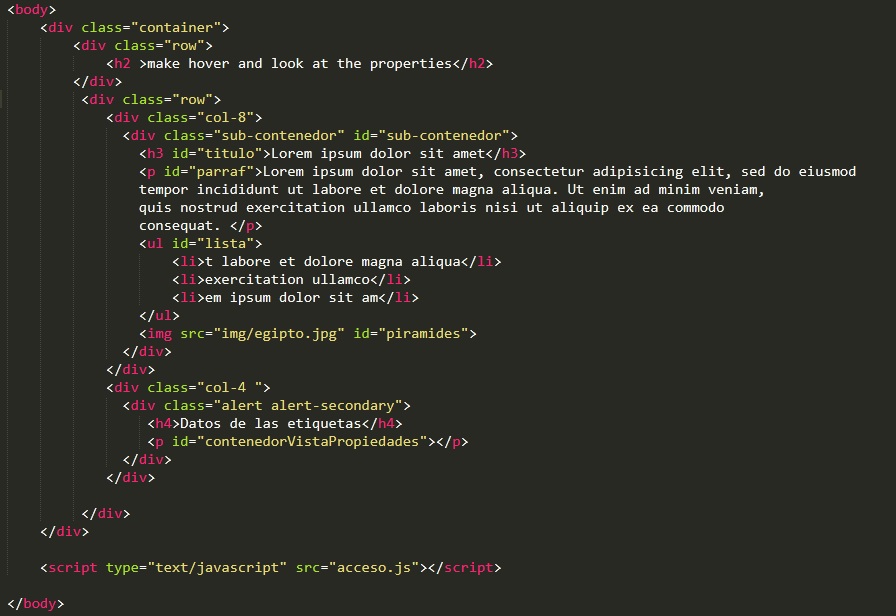 <body>
<div class="container">
<div class="row">
<h2 >make hover and look at the properties</h2>
</div>
<div class="row">
<div class="col-8">
<div class="sub-contenedor" id="sub-contenedor">
<h3 id="titulo">Lorem ipsum dolor sit amet</h3>
<p id="parraf">Lorem ipsum dolor sit amet, consectetur adipisicing elit, sed do eiusmod
tempor incididunt ut labore et dolore magna aliqua. Ut enim ad minim veniam,
quis nostrud exercitation ullamco laboris nisi ut aliquip ex ea commodo
consequat. </p>
<ul id="lista">
<li>t labore et dolore magna aliqua</li>
<li>exercitation ullamco</li>
<li>em ipsum dolor sit am</li>
</ul>
<img src="img/egipto.jpg" id="piramides">
</div>
</div>
<div class="col-4 ">
<div class="alert alert-secondary">
<h4>Datos de las etiquetas</h4>
<p id="contenedorVistaPropiedades"></p>
</div>
</div>
</div>
</div>
<script type="text/javascript" src="acceso.js"></script>
</body>